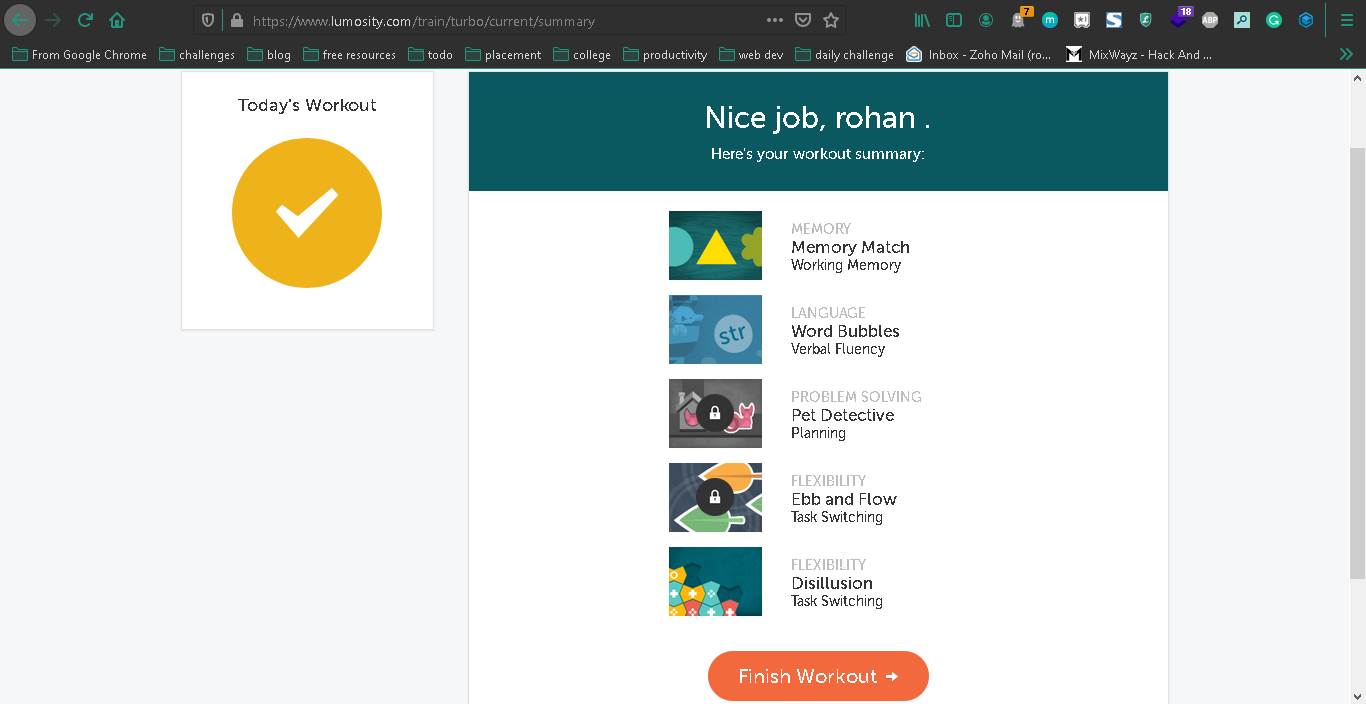 https://www.lumosity.com/train/turbo/current/summary
7
18
ABP
From Google Chrome
challenges
blog
free resources
todo
placement
college
productivity
web dev
daily challenge
Inbox - Zoho Mail (ro...
MixWayz - Hack And ...
Today's Workout
Nice job, rohan .
Here's your workout summary:
MEMORY
Memory Match
Working Memory
str
LANGUAGE
Word Bubbles
Verbal Fluency
PROBLEM SOLVING
Pet Detective
Planning
FLEXIBILITY
Ebb and Flow
Task Switching
FLEXIBILITY
Disillusion
Task Switching
Finish Workout